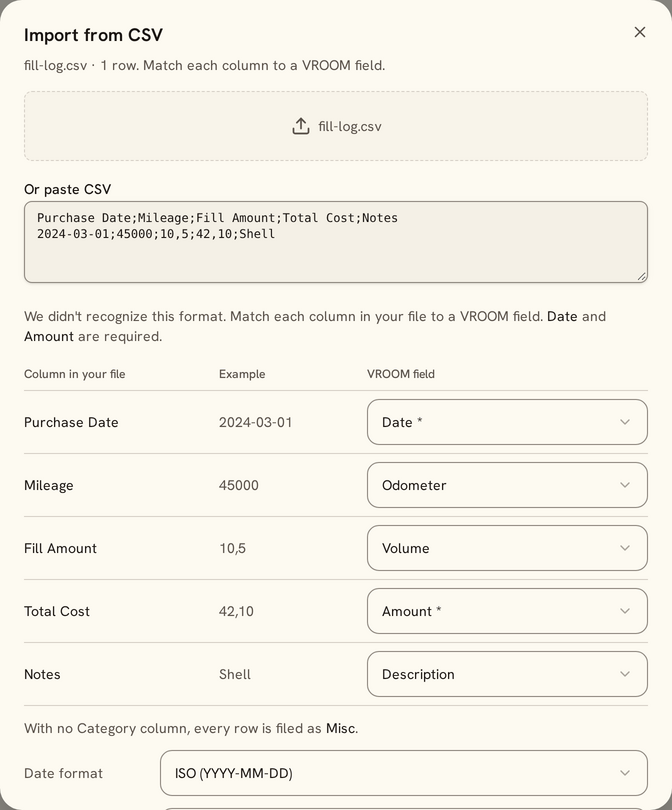 Import from CSV
fill-log.csv · 1 row. Match each column to a VROOM field.
fill-log.csv
Or paste CSV
Purchase Date;Mileage;Fill Amount;Total Cost;Notes
2024-03-01;45000;10,5;42,10;Shell
We didn't recognize this format. Match each column in your file to a VROOM field. Date and
Amount are required.
Column in your file Example VROOM field
Purchase Date 2024-03-01 Date *
Mileage 45000 Odometer
Fill Amount 10,5 Volume
Total Cost 42,10 Amount *
Notes Shell Description
With no Category column, every row is filed as Misc.
Date format ISO (YYYY-MM-DD)